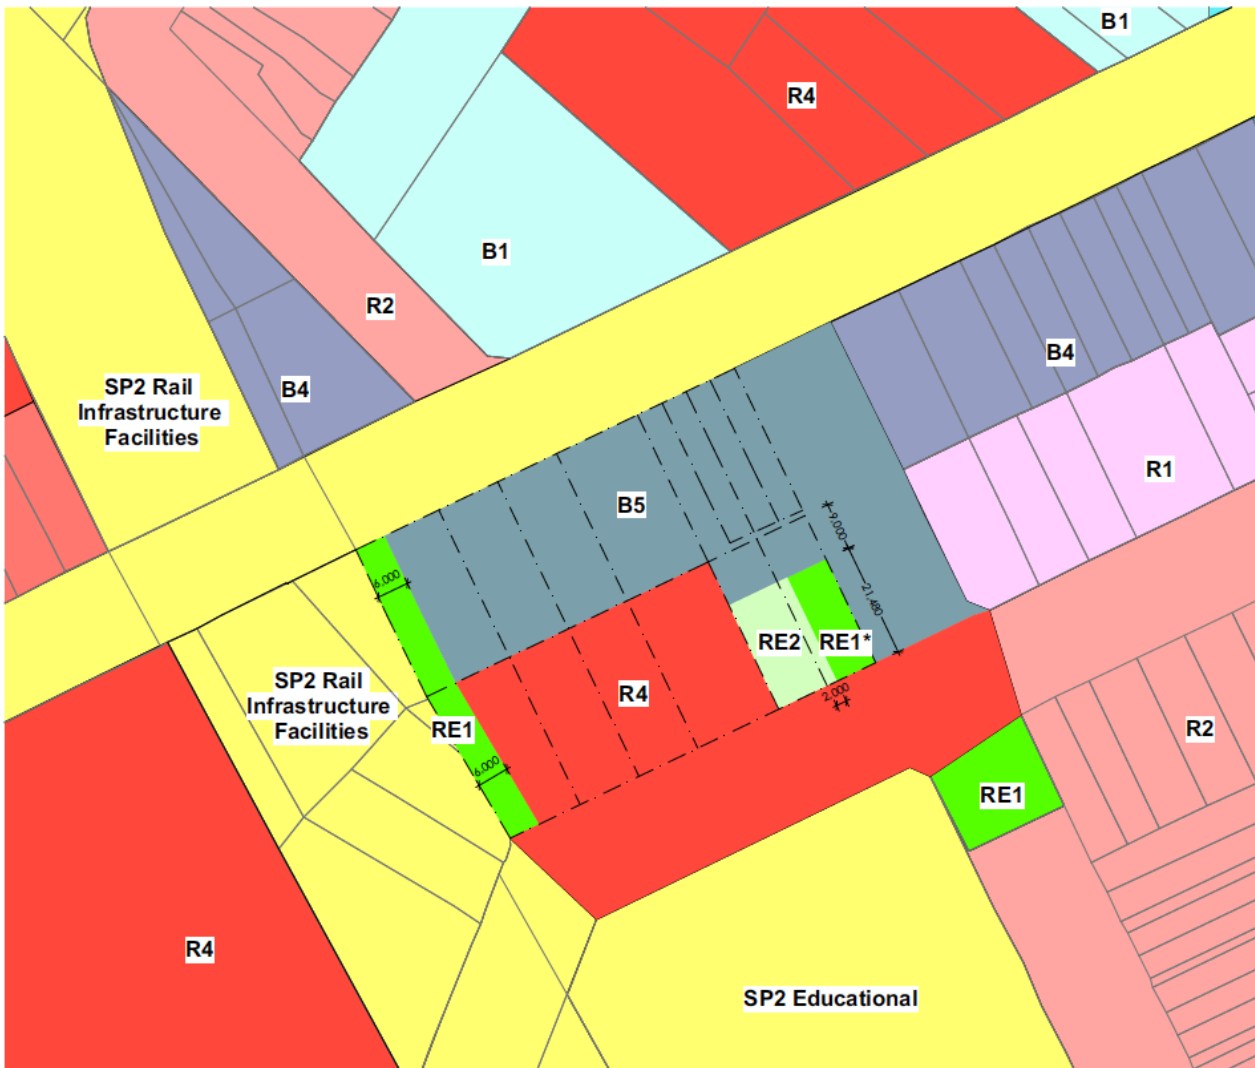 B1
R4
B1
R2
B4
SP2 Rail
Infrastructure
Facilities
B4
R1
B5
9,000
6,000
21,480
RE2
RE1*
R4
2,000
SP2 Rail
Infrastructure
Facilities
RE1
6,000
R2
RE1
R4
SP2 Educational